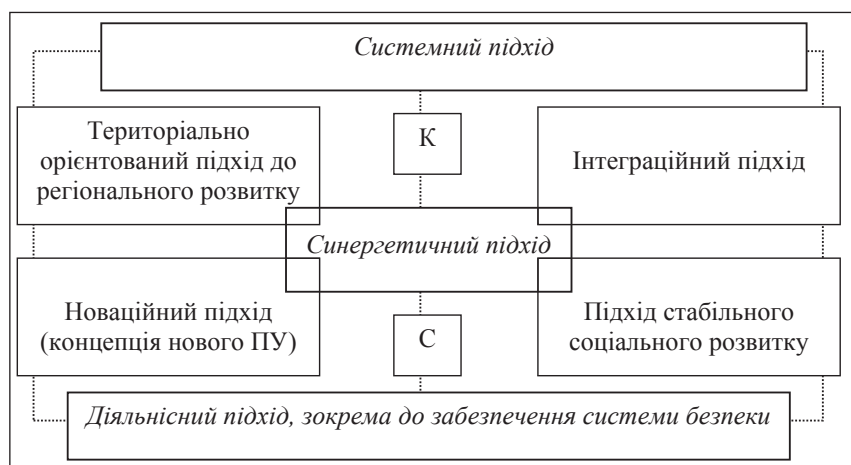 Системний підхід
Територіально
орієнтований підхід до
регіонального розвитку
К
Інтеграційний підхід
Синергетичний підхід
Новаційний підхід
(концепція нового ПУ)
С
Підхід стабільного
соціального розвитку
Діяльнісний підхід, зокрема до забезпечення системи безпеки